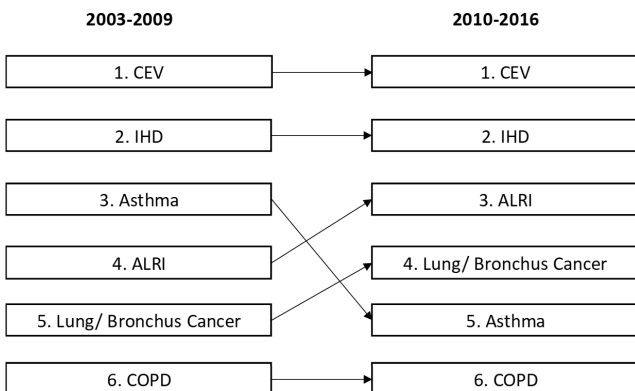 2003-2009
2010-2016
1. CEV
1. CEV
2. IHD
2. IHD
3. Asthma
3. ALRI
4. ALRI
4. Lung/ Bronchus Cancer
5. Lung/ Bronchus Cancer
5. Asthma
6. COPD
6. COPD